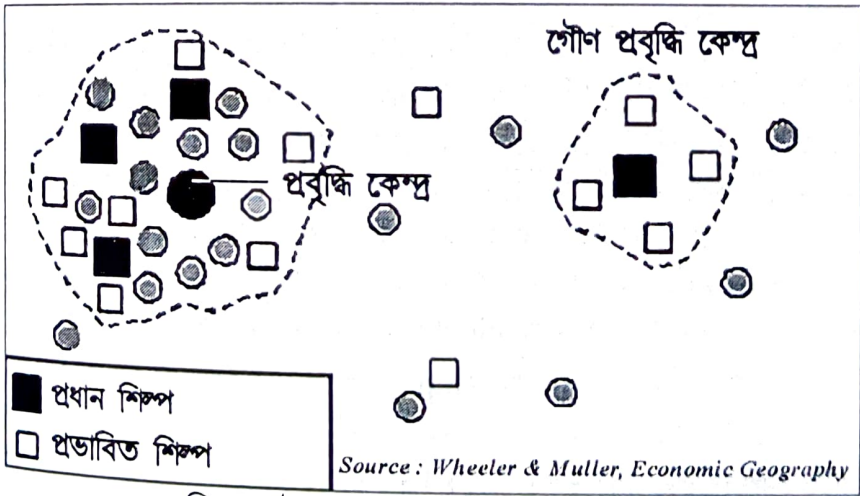 গৌণ প্রবৃদ্ধি কেন্দ্র
প্রবৃদ্ধি কেন্দ্র
প্রধান শিল্প
প্রভাবিত শিল্প
Source : Wheeler & Muller, Economic Geography